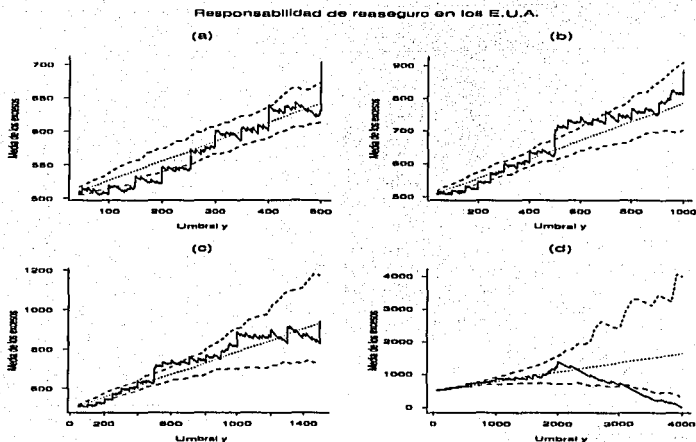 Responsabilidad de reaseguro en los E.U.A.
(a)
Media de los excesos
700
650
600
550
500
100 200 300 400 500
Umbral y
(b)
Media de los excesos
900
800
700
600
500
200 400 600 800 1000
Umbral y
(c)
Media de los excesos
1200
1000
800
600
0 200 600 1000 1400
Umbral y
(d)
Media de los excesos
4000
3000
2000
1000
0
0 1000 2000 3000 4000
Umbral y